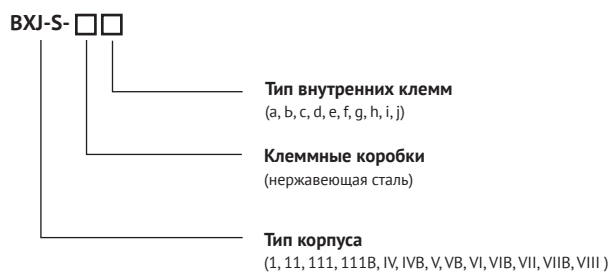 BXJ-S-
Тип внутренних клемм
(a, b, c, d, e, f, g, h, i, j)
Клеммные коробки
(нержавеющая сталь)
Тип корпуса
(1, 11, 111, 111B, IV, IVB, V, VB, VI, VIB, VII, VIIB, VIII )